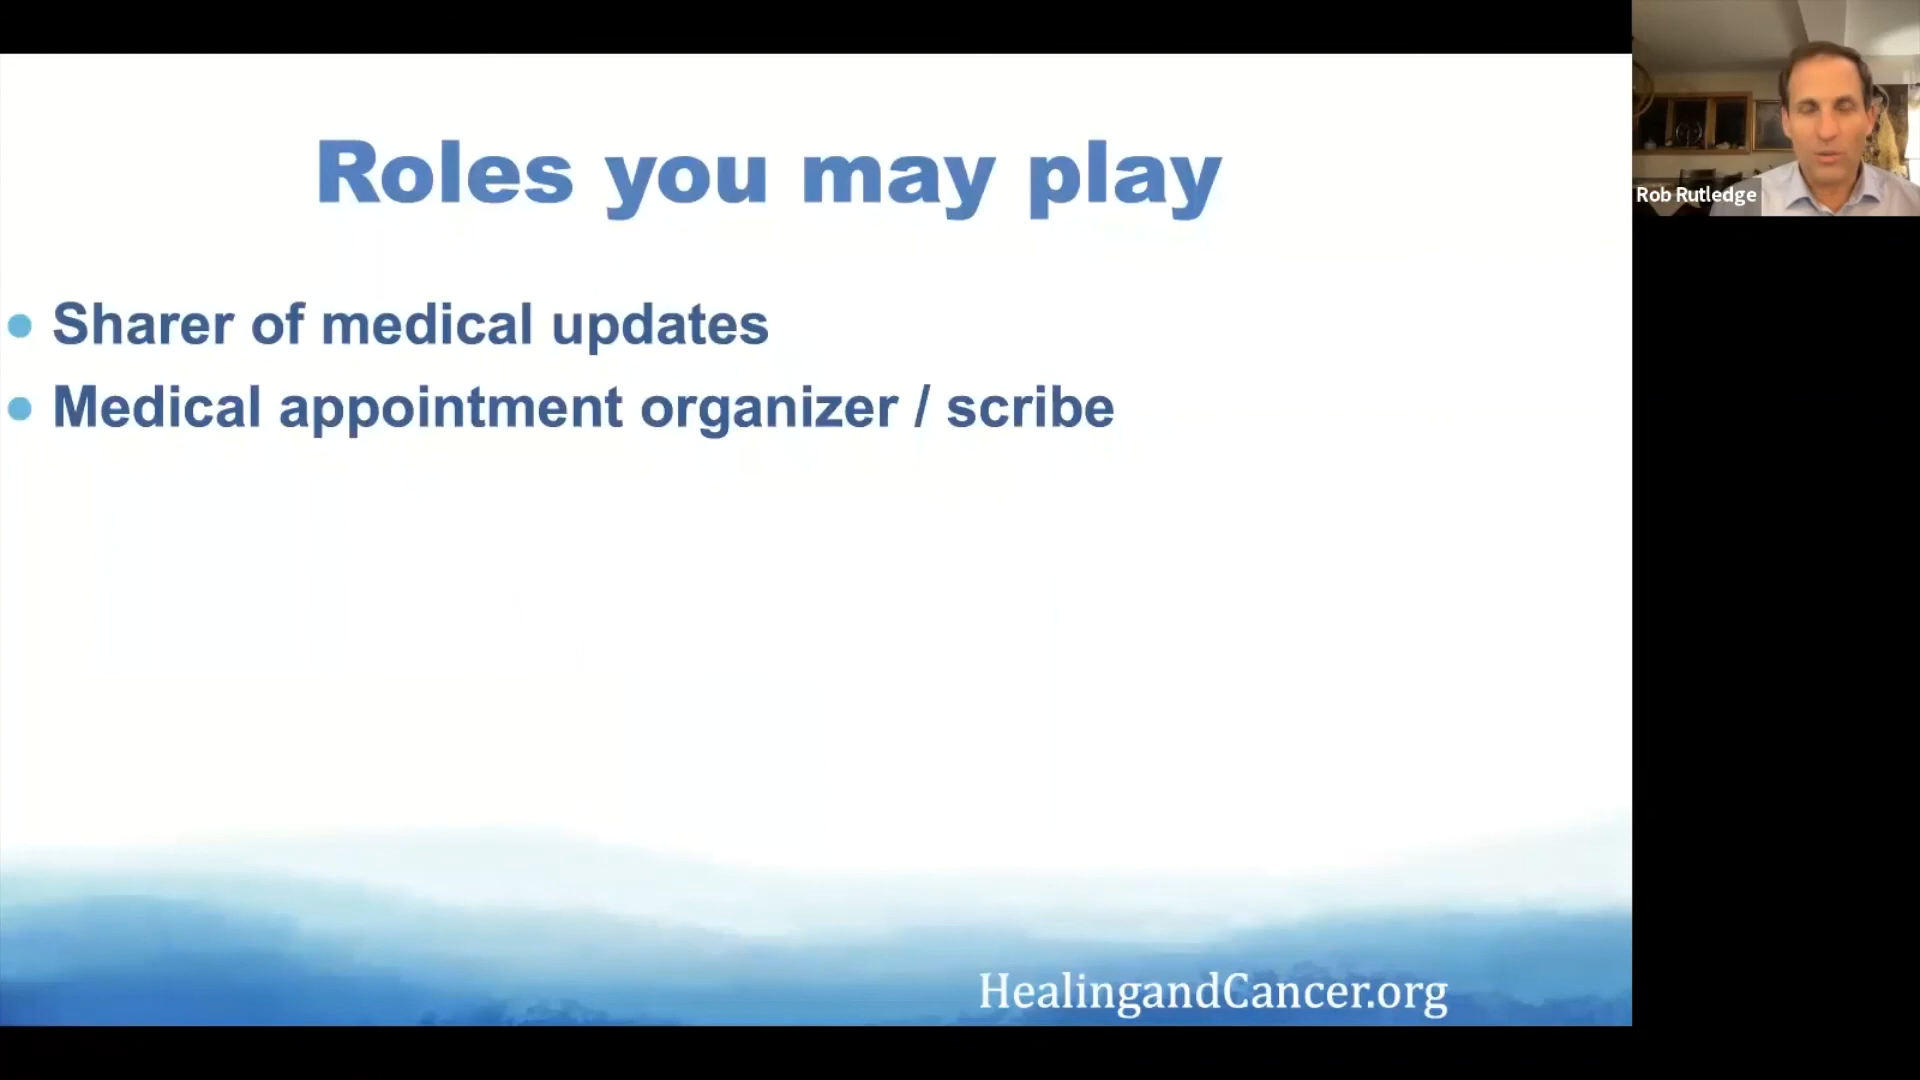 Roles you may play
Rob Rutledge
• Sharer of medical updates
• Medical appointment organizer / scribe
HealingandCancer.org